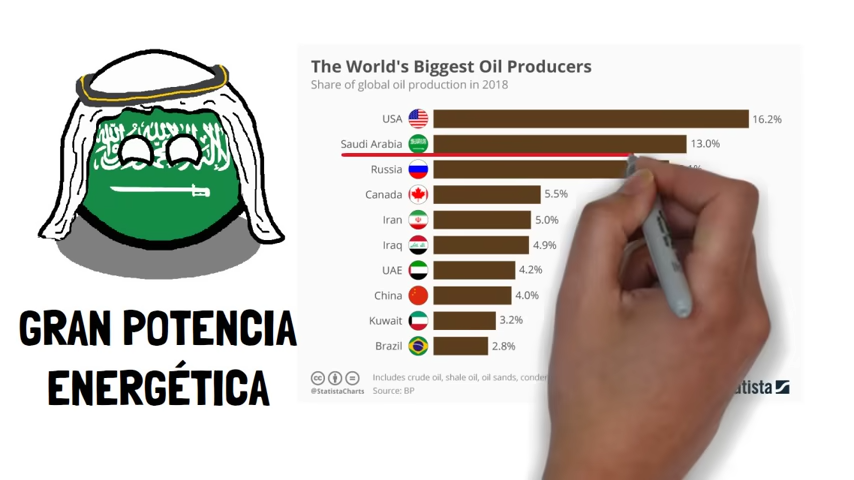 GRAN POTENCIA
ENERGÉTICA
The World's Biggest Oil Producers
Share of global oil production in 2018
USA 16.2%
Saudi Arabia 13.0%
Russia
Canada 5.5%
Iran 5.0%
Iraq 4.9%
UAE 4.2%
China 4.0%
Kuwait 3.2%
Brazil 2.8%
Includes crude oil, shale oil, oil sands,
@StatistaCharts Source: BP